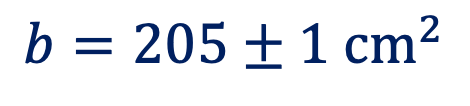 b = 205 ± 1 cm²